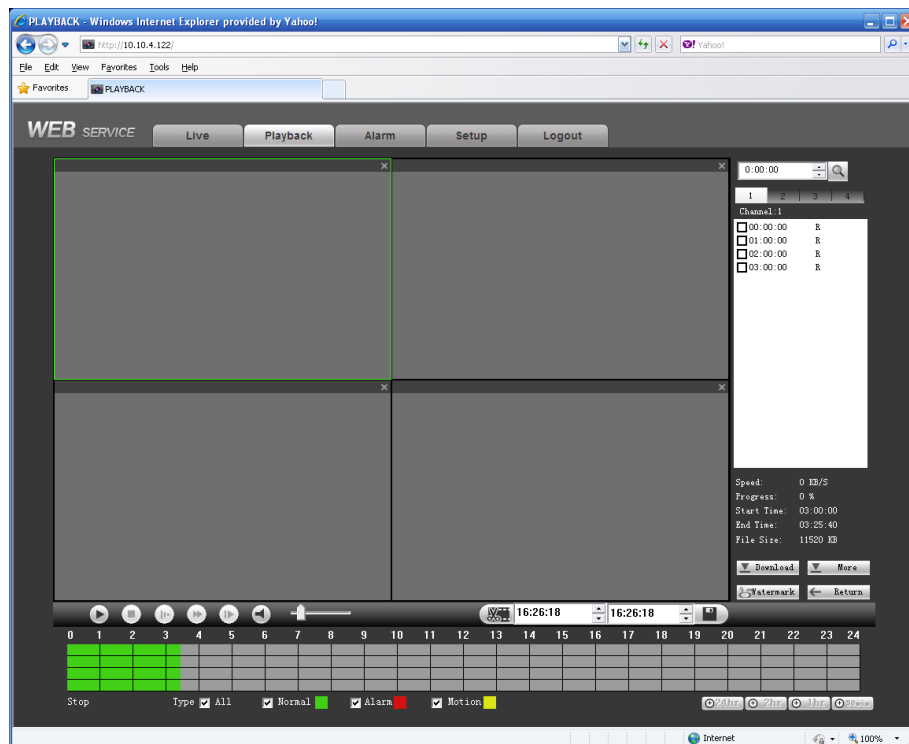 PLAYBACK - Windows Internet Explorer provided by Yahoo!
http://10.10.4.122/
Yahoo!
File Edit View Favorites Tools Help
Favorites PLAYBACK
WEB SERVICE Live Playback Alarm Setup Logout
0:00:00
1 2 3 4
Channel:1
00:00:00 R
01:00:00 R
02:00:00 R
03:00:00 R
Speed: 0 KB/S
Progress: 0 %
Start Time: 03:00:00
End Time: 03:25:40
File Size: 11520 KB
Download More
Watermark Return
16:26:18 16:26:18
0 1 2 3 4 5 6 7 8 9 10 11 12 13 14 15 16 17 18 19 20 21 22 23 24
Stop Type All Normal Alarm Motion 24hr 2hr 1hr 30min
Internet 100%